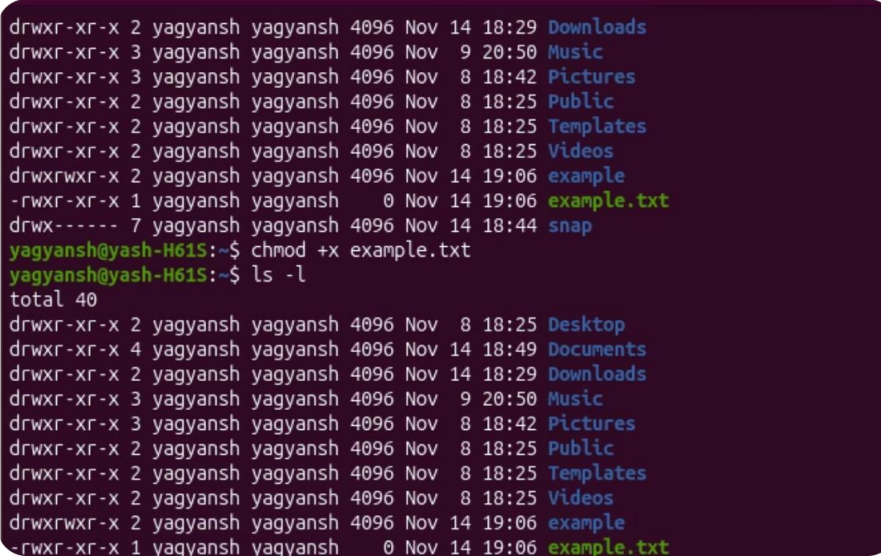 drwxr-xr-x 2 yagyansh yagyansh 4096 Nov 14 18:29 Downloads
drwxr-xr-x 3 yagyansh yagyansh 4096 Nov  9 20:50 Music
drwxr-xr-x 3 yagyansh yagyansh 4096 Nov  8 18:42 Pictures
drwxr-xr-x 2 yagyansh yagyansh 4096 Nov  8 18:25 Public
drwxr-xr-x 2 yagyansh yagyansh 4096 Nov  8 18:25 Templates
drwxr-xr-x 2 yagyansh yagyansh 4096 Nov  8 18:25 Videos
drwxrwxr-x 2 yagyansh yagyansh 4096 Nov 14 19:06 example
-rwxr-xr-x 1 yagyansh yagyansh    0 Nov 14 19:06 example.txt
drwx------ 7 yagyansh yagyansh 4096 Nov 14 18:44 snap
yagyansh@yash-H61S:~$ chmod +x example.txt
yagyansh@yash-H61S:~$ ls -l
total 40
drwxr-xr-x 2 yagyansh yagyansh 4096 Nov  8 18:25 Desktop
drwxr-xr-x 4 yagyansh yagyansh 4096 Nov 14 18:49 Documents
drwxr-xr-x 2 yagyansh yagyansh 4096 Nov 14 18:29 Downloads
drwxr-xr-x 3 yagyansh yagyansh 4096 Nov  9 20:50 Music
drwxr-xr-x 3 yagyansh yagyansh 4096 Nov  8 18:42 Pictures
drwxr-xr-x 2 yagyansh yagyansh 4096 Nov  8 18:25 Public
drwxr-xr-x 2 yagyansh yagyansh 4096 Nov  8 18:25 Templates
drwxr-xr-x 2 yagyansh yagyansh 4096 Nov  8 18:25 Videos
drwxrwxr-x 2 yagyansh yagyansh 4096 Nov 14 19:06 example
-rwxr-xr-x 1 yagyansh yagyansh    0 Nov 14 19:06 example.txt